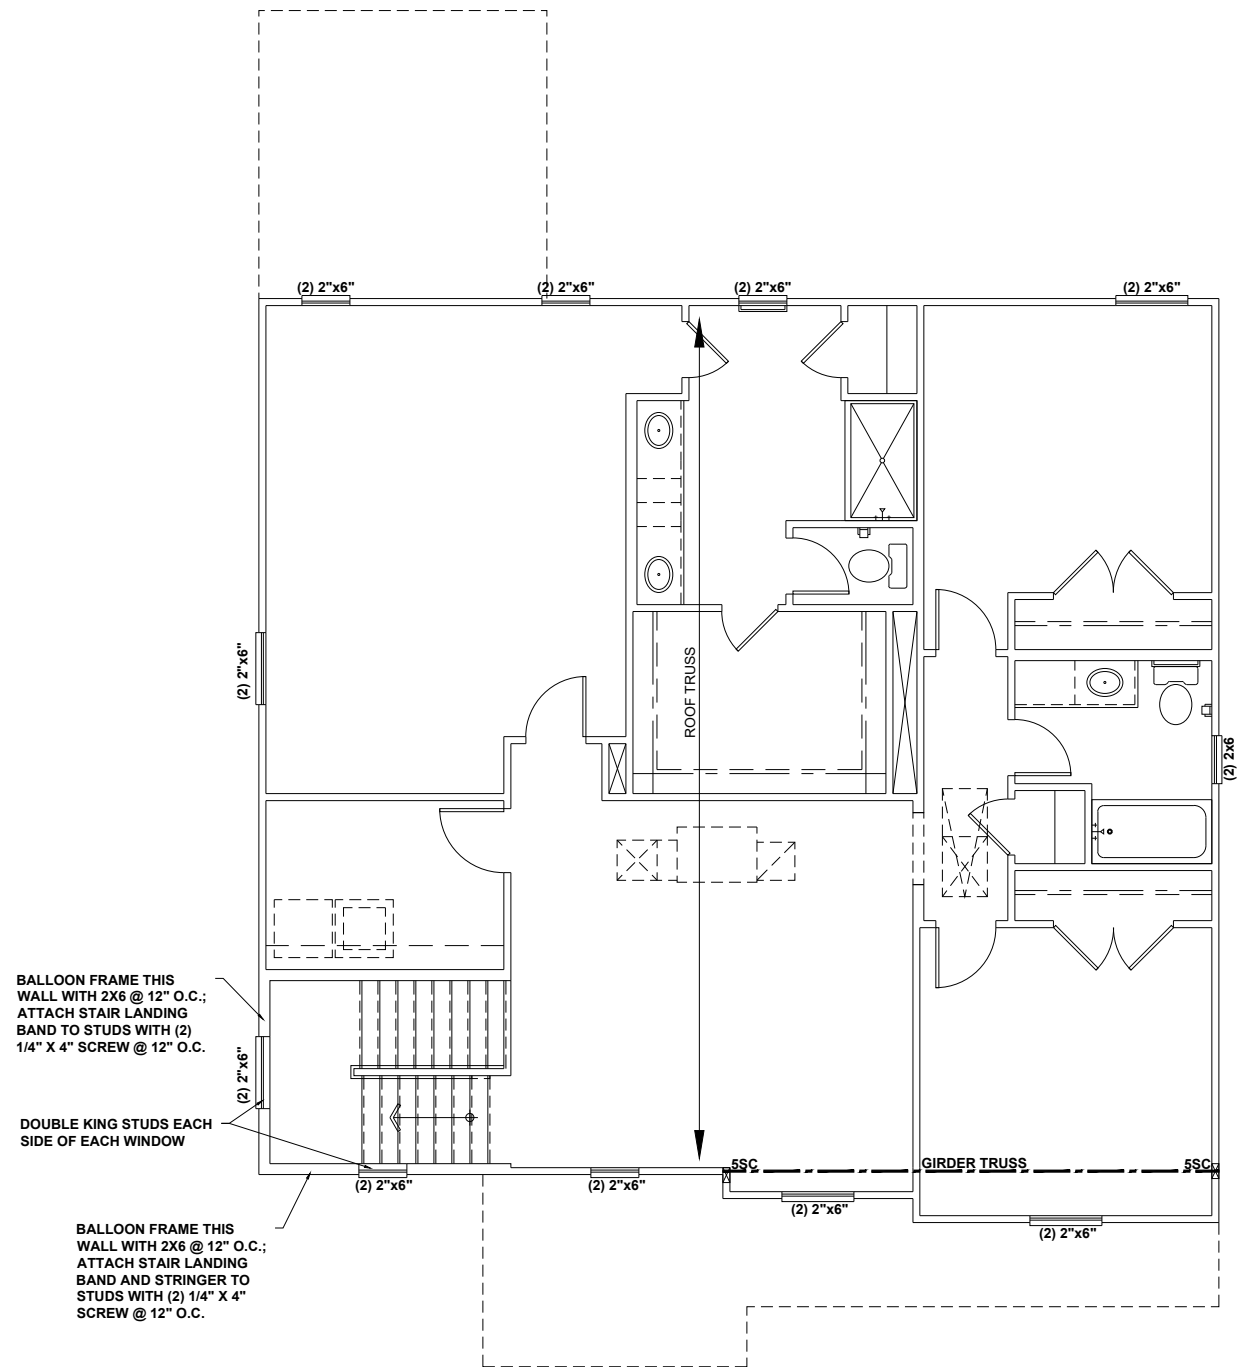 (2) 2"x6"
(2) 2"x6"
(2) 2"x6"
(2) 2"x6"
(2) 2"x6"
ROOF TRUSS
(2) 2x6
BALLOON FRAME THIS
WALL WITH 2X6 @ 12" O.C.;
ATTACH STAIR LANDING
BAND TO STUDS WITH (2)
1/4" X 4" SCREW @ 12" O.C.
(2) 2"x6"
DOUBLE KING STUDS EACH
SIDE OF EACH WINDOW
5SC
GIRDER TRUSS
5SC
(2) 2"x6"
(2) 2"x6"
(2) 2"x6"
(2) 2"x6"
BALLOON FRAME THIS
WALL WITH 2X6 @ 12" O.C.;
ATTACH STAIR LANDING
BAND AND STRINGER TO
STUDS WITH (2) 1/4" X 4"
SCREW @ 12" O.C.